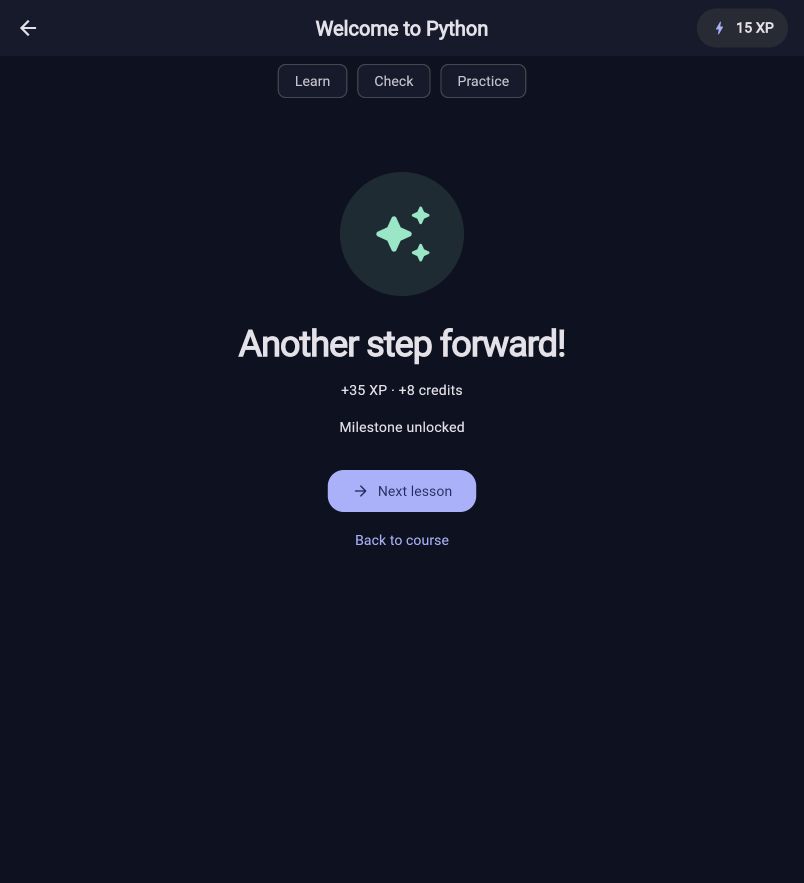 Welcome to Python
15 XP
Learn
Check
Practice
Another step forward!
+35 XP · +8 credits
Milestone unlocked
Next lesson
Back to course